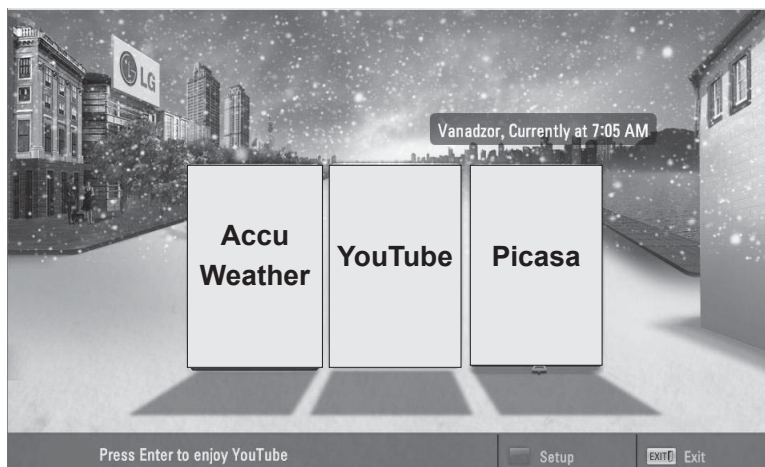 LG
Vanadzor, Currently at 7:05 AM
Accu
Weather
YouTube
Picasa
Press Enter to enjoy YouTube
Setup
EXIT Exit